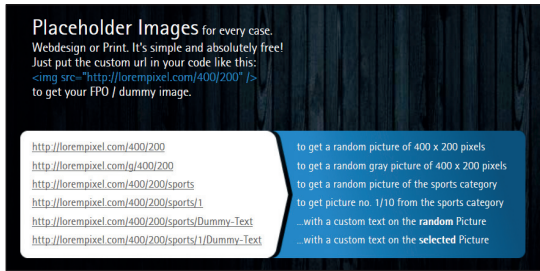 Placeholder Images for every case.
Webdesign or Print. It's simple and absolutely free!
Just put the custom url in your code like this:
<img src="http://lorempixel.com/400/200" />
to get your FPO / dummy image.
http://lorempixel.com/400/200 to get a random picture of 400 x 200 pixels
http://lorempixel.com/g/400/200 to get a random gray picture of 400 x 200 pixels
http://lorempixel.com/400/200/sports to get a random picture of the sports category
http://lorempixel.com/400/200/sports/1 to get picture no. 1/10 from the sports category
http://lorempixel.com/400/200/sports/Dummy-Text ...with a custom text on the random Picture
http://lorempixel.com/400/200/sports/1/Dummy-Text ...with a custom text on the selected Picture